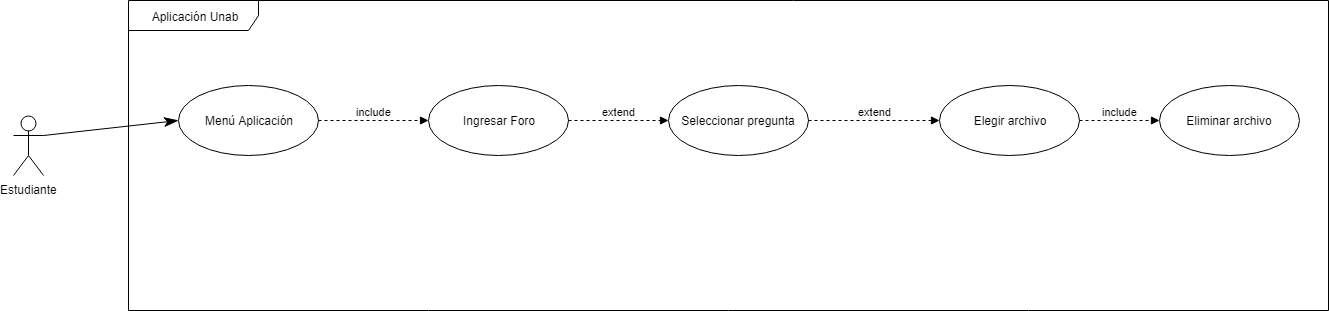 Aplicación Unab
Menú Aplicación
include
Ingresar Foro
extend
Seleccionar pregunta
extend
Elegir archivo
include
Eliminar archivo
Estudiante